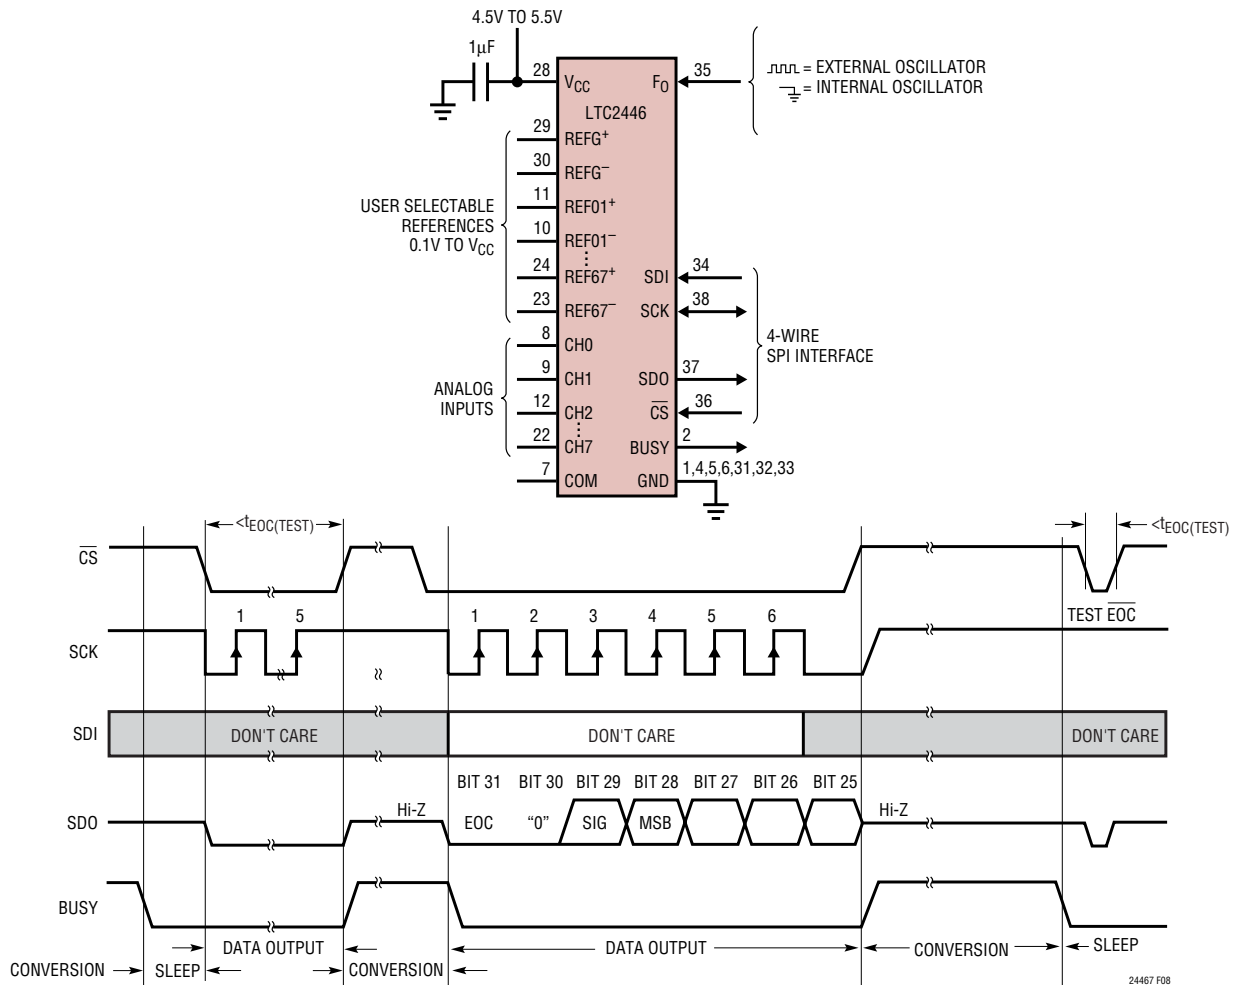 4.5V TO 5.5V
1µF
28
VCC
FO
35
= EXTERNAL OSCILLATOR
= INTERNAL OSCILLATOR
LTC2446
29
REFG+
30
REFG–
11
REF01+
USER SELECTABLE
REFERENCES
0.1V TO VCC
10
REF01–
24
REF67+
SDI
34
23
REF67–
SCK
38
4-WIRE
SPI INTERFACE
8
CH0
ANALOG
INPUTS
9
CH1
SDO
37
12
CH2
CS
36
22
CH7
BUSY
2
7
COM
GND
1,4,5,6,31,32,33
<tEOC(TEST)
<tEOC(TEST)
CS
TEST EOC
SCK
1
5
1
2
3
4
5
6
SDI
DON'T CARE
DON'T CARE
DON'T CARE
BIT 31
BIT 30
BIT 29
BIT 28
BIT 27
BIT 26
BIT 25
SDO
Hi-Z
EOC
“0”
SIG
MSB
Hi-Z
BUSY
CONVERSION
SLEEP
DATA OUTPUT
CONVERSION
DATA OUTPUT
CONVERSION
SLEEP
24467 F08